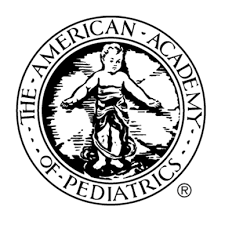 · THE · AMERICAN · ACADEMY ·
OF · PEDIATRICS ·
®